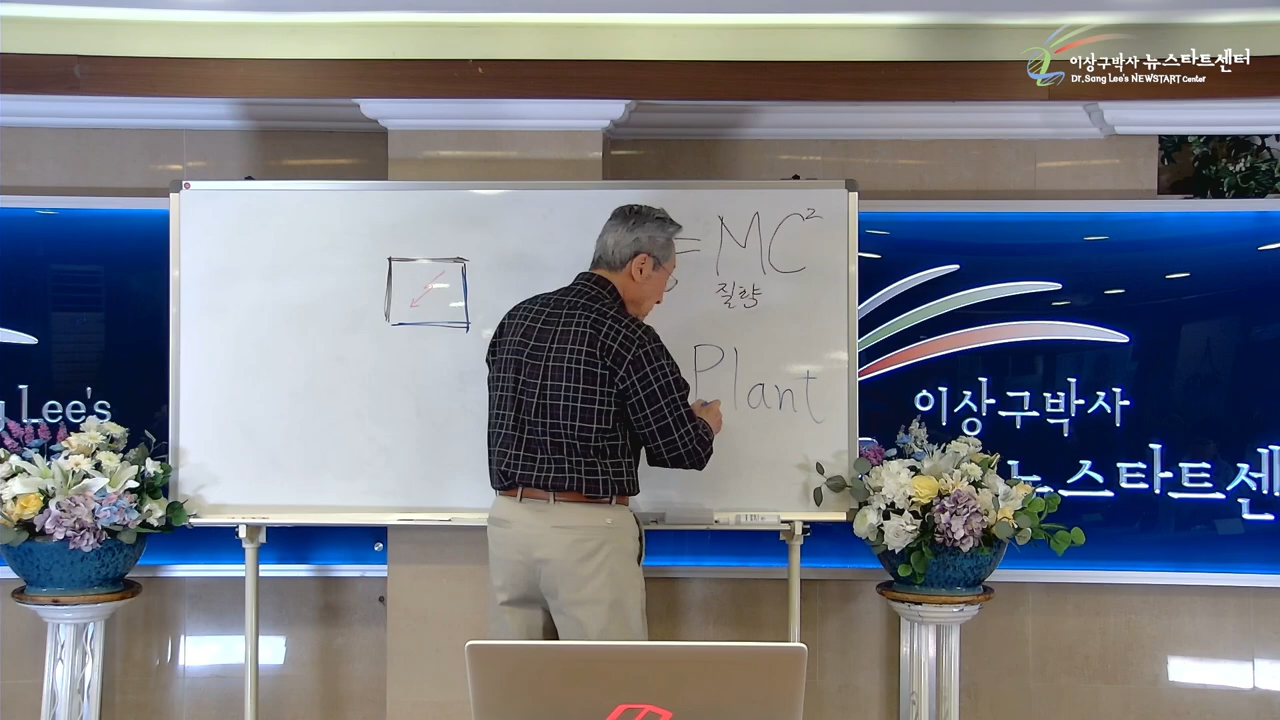 이상구박사 뉴스타트센터
Dr. Sang Lee's NEWSTART Center
= MC²
질량
Plant
Lee's
이상구박사
뉴스타트센